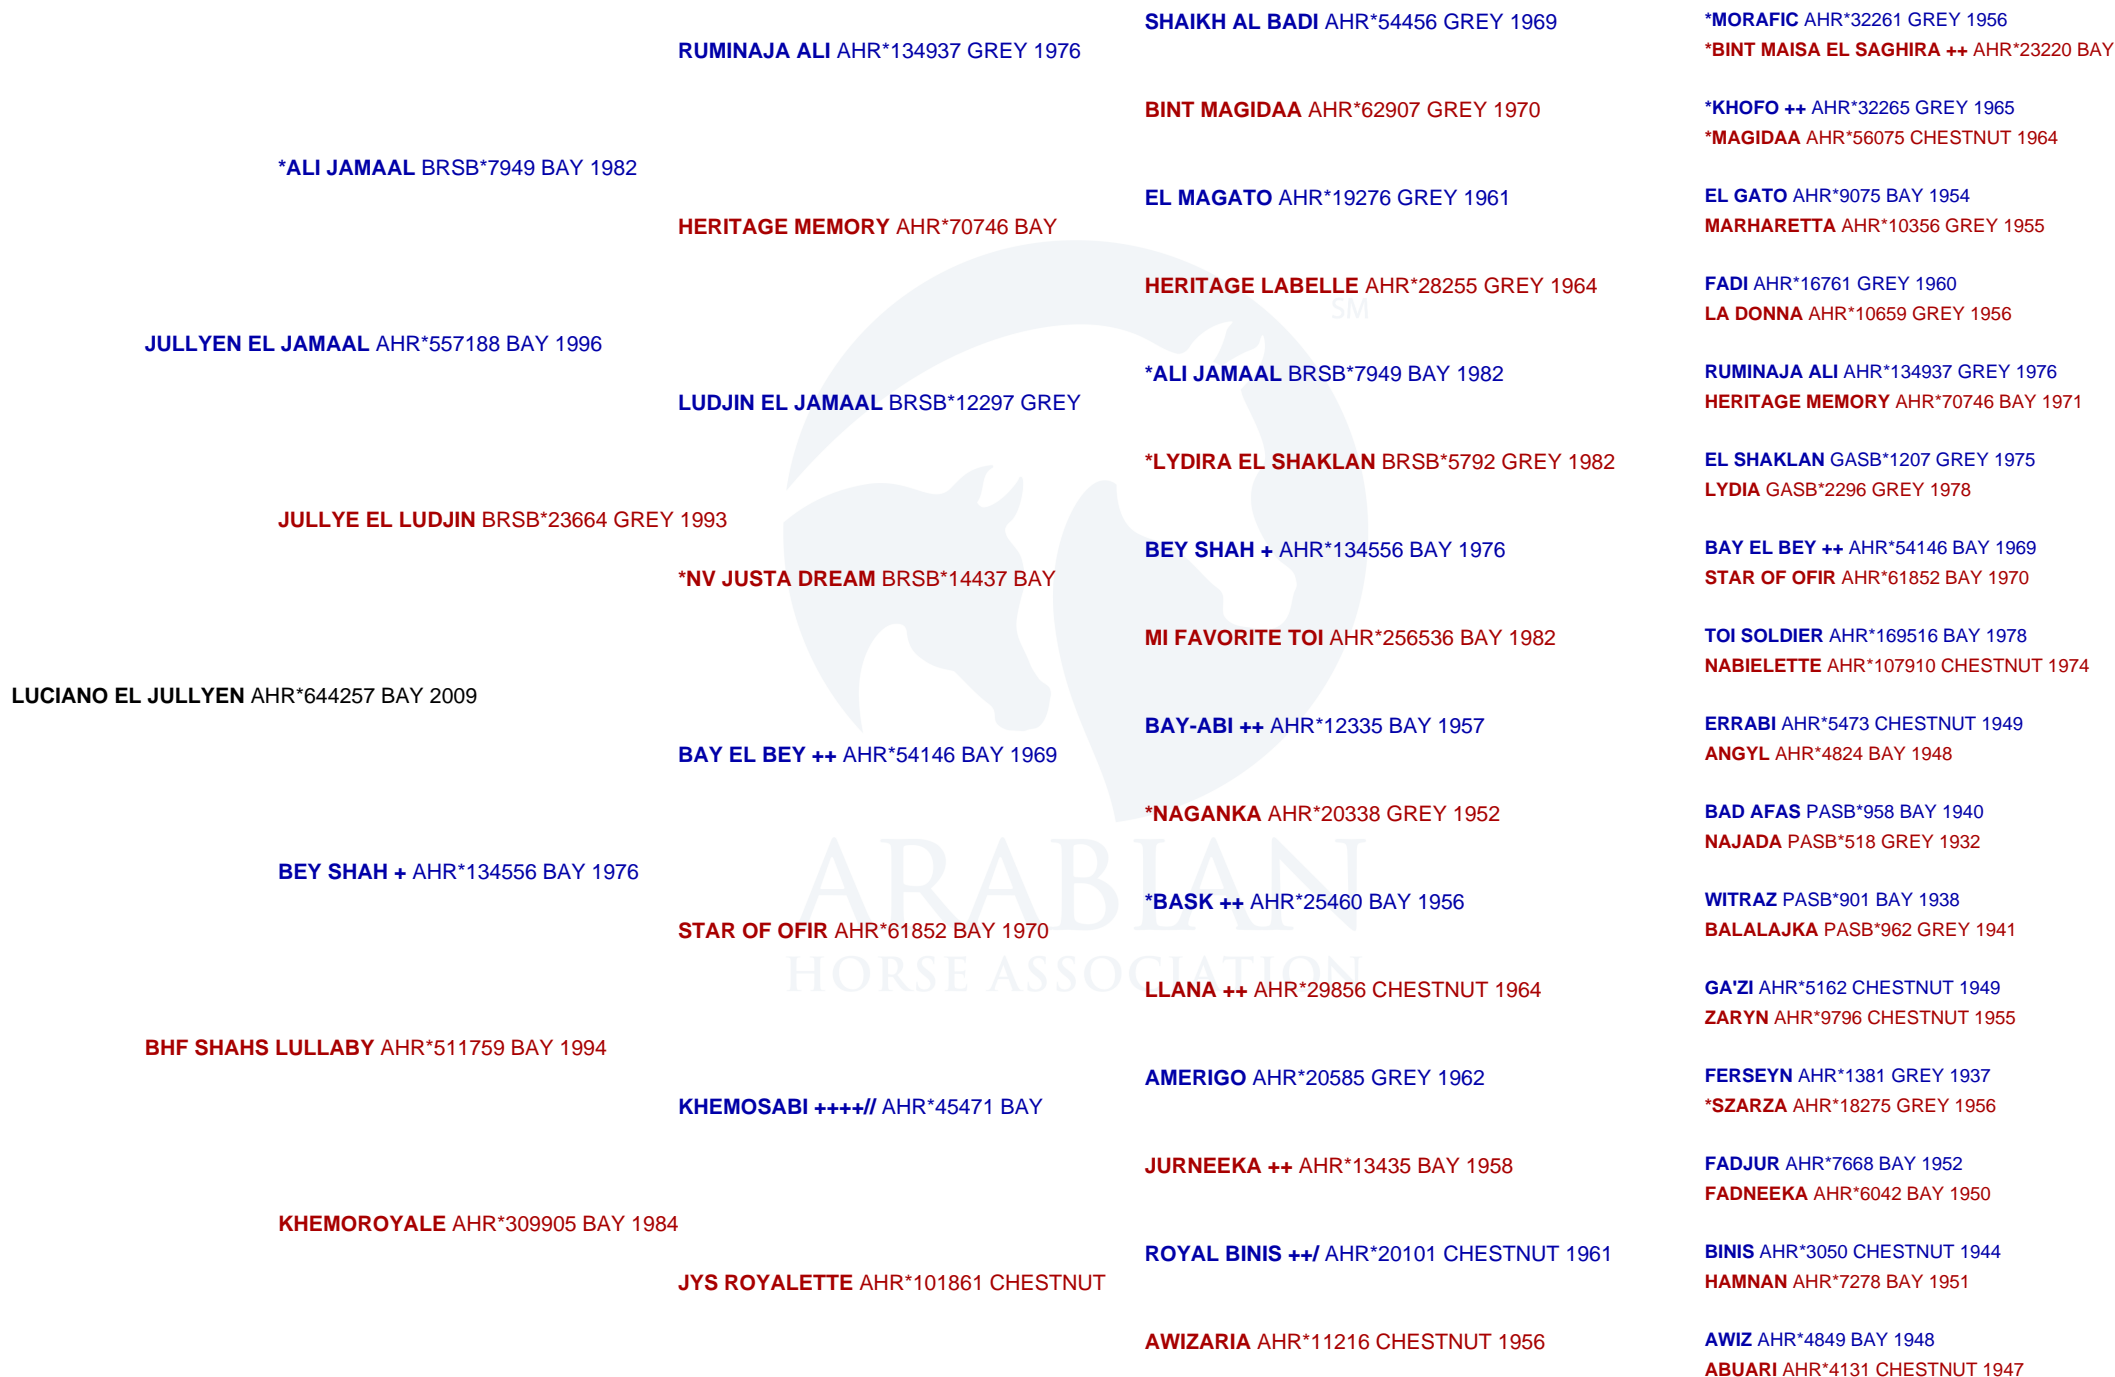 SHAIKH AL BADI AHR*54456 GREY 1969
*MORAFIC AHR*32261 GREY 1956
RUMINAJA ALI AHR*134937 GREY 1976
*BINT MAISA EL SAGHIRA ++ AHR*23220 BAY
BINT MAGIDAA AHR*62907 GREY 1970
*KHOFO ++ AHR*32265 GREY 1965
*MAGIDAA AHR*56075 CHESTNUT 1964
*ALI JAMAAL BRSB*7949 BAY 1982
EL MAGATO AHR*19276 GREY 1961
EL GATO AHR*9075 BAY 1954
HERITAGE MEMORY AHR*70746 BAY
MARHARETTA AHR*10356 GREY 1955
HERITAGE LABELLE AHR*28255 GREY 1964
FADI AHR*16761 GREY 1960
SM
LA DONNA AHR*10659 GREY 1956
JULLYEN EL JAMAAL AHR*557188 BAY 1996
*ALI JAMAAL BRSB*7949 BAY 1982
RUMINAJA ALI AHR*134937 GREY 1976
LUDJIN EL JAMAAL BRSB*12297 GREY
HERITAGE MEMORY AHR*70746 BAY 1971
*LYDIRA EL SHAKLAN BRSB*5792 GREY 1982
EL SHAKLAN GASB*1207 GREY 1975
LYDIA GASB*2296 GREY 1978
JULLYE EL LUDJIN BRSB*23664 GREY 1993
BEY SHAH + AHR*134556 BAY 1976
BAY EL BEY ++ AHR*54146 BAY 1969
*NV JUSTA DREAM BRSB*14437 BAY
STAR OF OFIR AHR*61852 BAY 1970
MI FAVORITE TOI AHR*256536 BAY 1982
TOI SOLDIER AHR*169516 BAY 1978
NABIELETTE AHR*107910 CHESTNUT 1974
LUCIANO EL JULLYEN AHR*644257 BAY 2009
BAY-ABI ++ AHR*12335 BAY 1957
ERRABI AHR*5473 CHESTNUT 1949
BAY EL BEY ++ AHR*54146 BAY 1969
ANGYL AHR*4824 BAY 1948
*NAGANKA AHR*20338 GREY 1952
BAD AFAS PASB*958 BAY 1940
NAJADA PASB*518 GREY 1932
BEY SHAH + AHR*134556 BAY 1976
ARABIAN
*BASK ++ AHR*25460 BAY 1956
WITRAZ PASB*901 BAY 1938
STAR OF OFIR AHR*61852 BAY 1970
BALALAJKA PASB*962 GREY 1941
HORSE ASSOCIATION
LLANA ++ AHR*29856 CHESTNUT 1964
GA'ZI AHR*5162 CHESTNUT 1949
ZARYN AHR*9796 CHESTNUT 1955
BHF SHAHS LULLABY AHR*511759 BAY 1994
AMERIGO AHR*20585 GREY 1962
FERSEYN AHR*1381 GREY 1937
KHEMOSABI ++++// AHR*45471 BAY
*SZARZA AHR*18275 GREY 1956
JURNEEKA ++ AHR*13435 BAY 1958
FADJUR AHR*7668 BAY 1952
FADNEEKA AHR*6042 BAY 1950
KHEMOROYALE AHR*309905 BAY 1984
ROYAL BINIS ++/ AHR*20101 CHESTNUT 1961
BINIS AHR*3050 CHESTNUT 1944
JYS ROYALETTE AHR*101861 CHESTNUT
HAMNAN AHR*7278 BAY 1951
AWIZARIA AHR*11216 CHESTNUT 1956
AWIZ AHR*4849 BAY 1948
ABUARI AHR*4131 CHESTNUT 1947